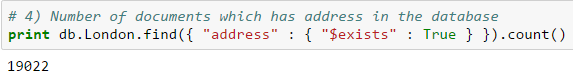 # 4) Number of documents which has address in the database
print db.London.find({ "address" : { "$exists" : True } }).count()
19022